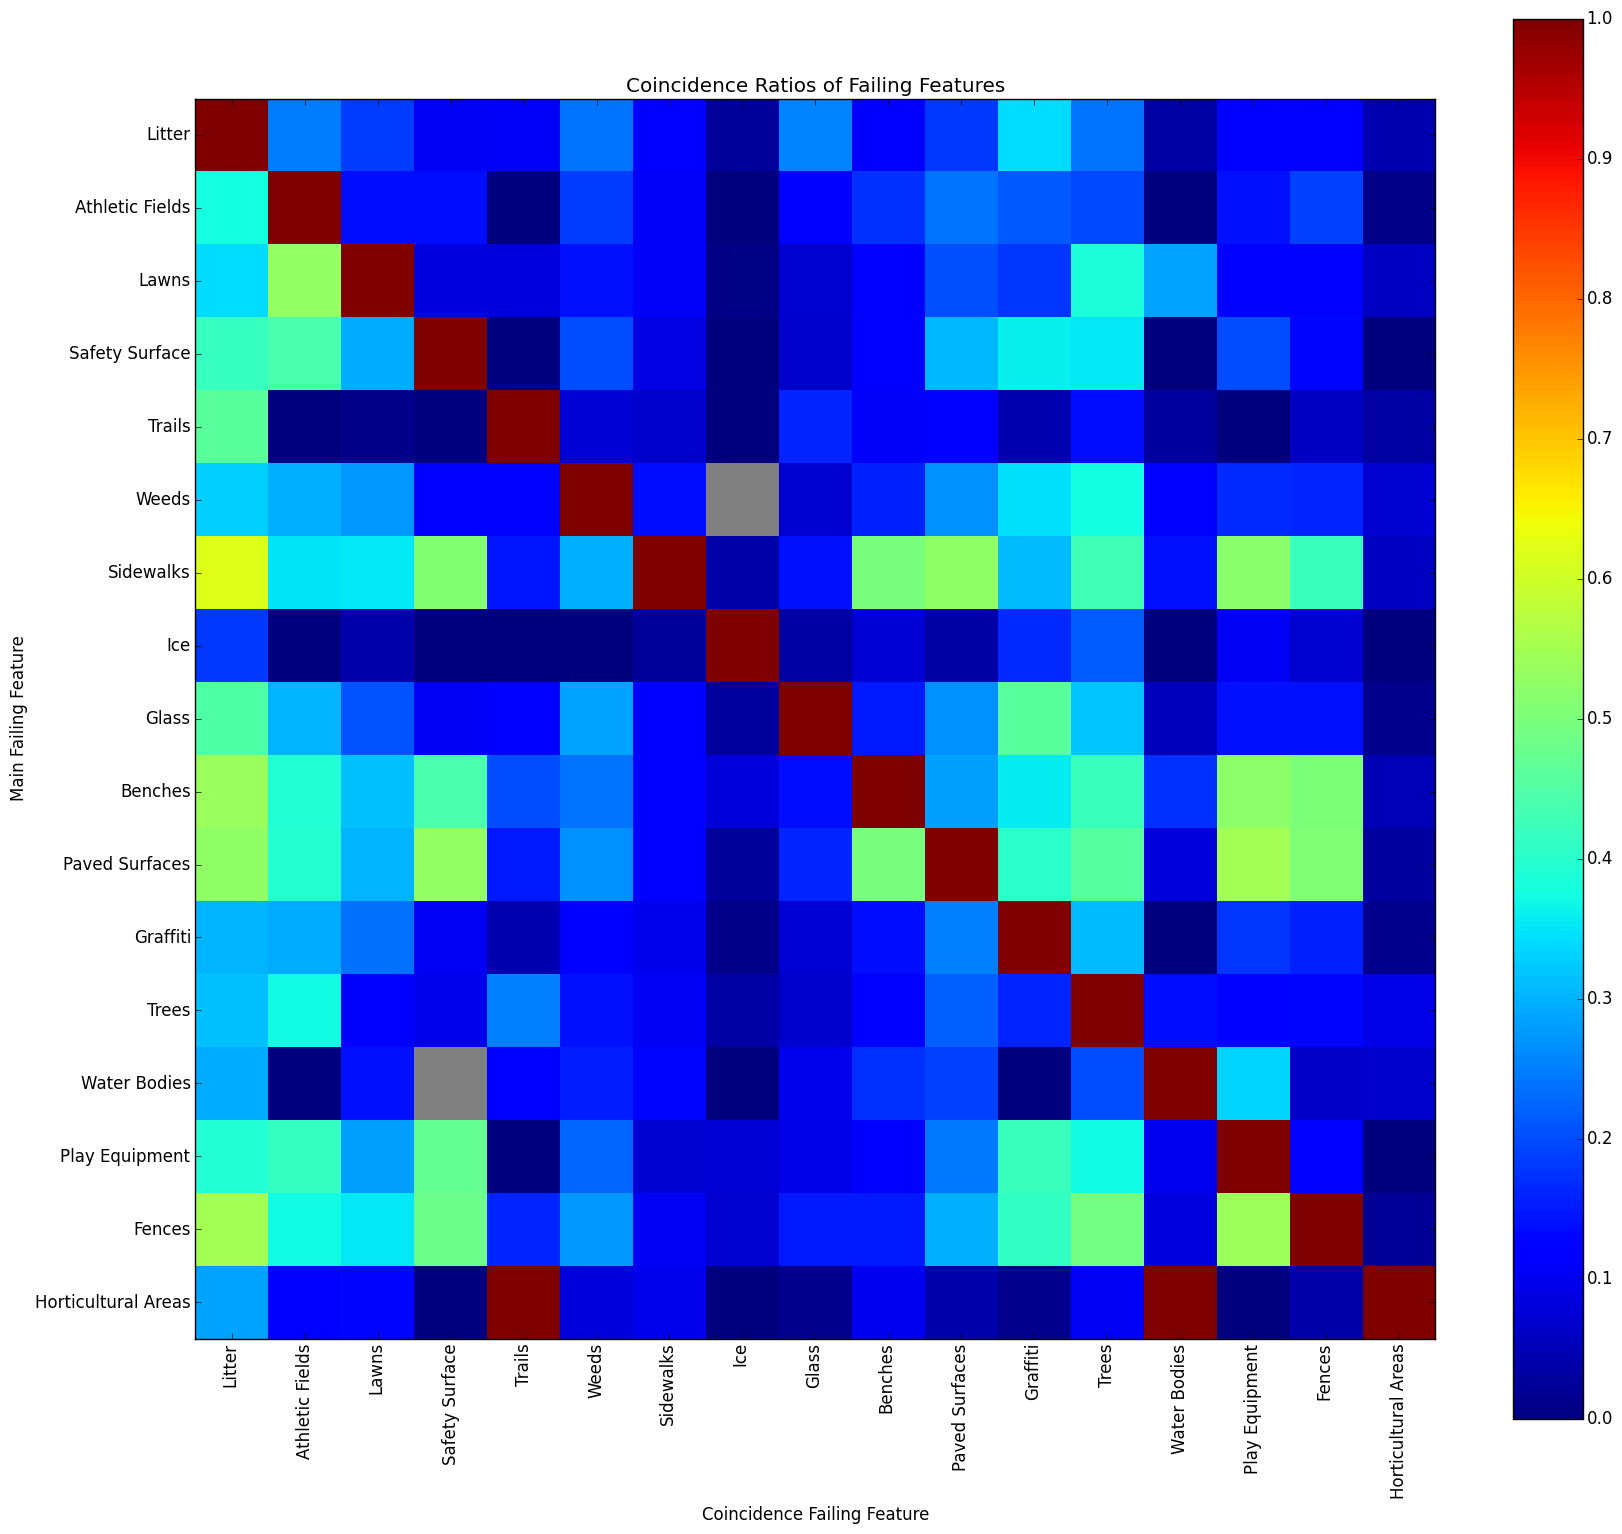 Coincidence Ratios of Failing Features
Main Failing Feature
Litter
Athletic Fields
Lawns
Safety Surface
Trails
Weeds
Sidewalks
Ice
Glass
Benches
Paved Surfaces
Graffiti
Trees
Water Bodies
Play Equipment
Fences
Horticultural Areas
Litter
Athletic Fields
Lawns
Safety Surface
Trails
Weeds
Sidewalks
Ice
Glass
Benches
Paved Surfaces
Graffiti
Trees
Water Bodies
Play Equipment
Fences
Horticultural Areas
Coincidence Failing Feature
1.0
0.9
0.8
0.7
0.6
0.5
0.4
0.3
0.2
0.1
0.0